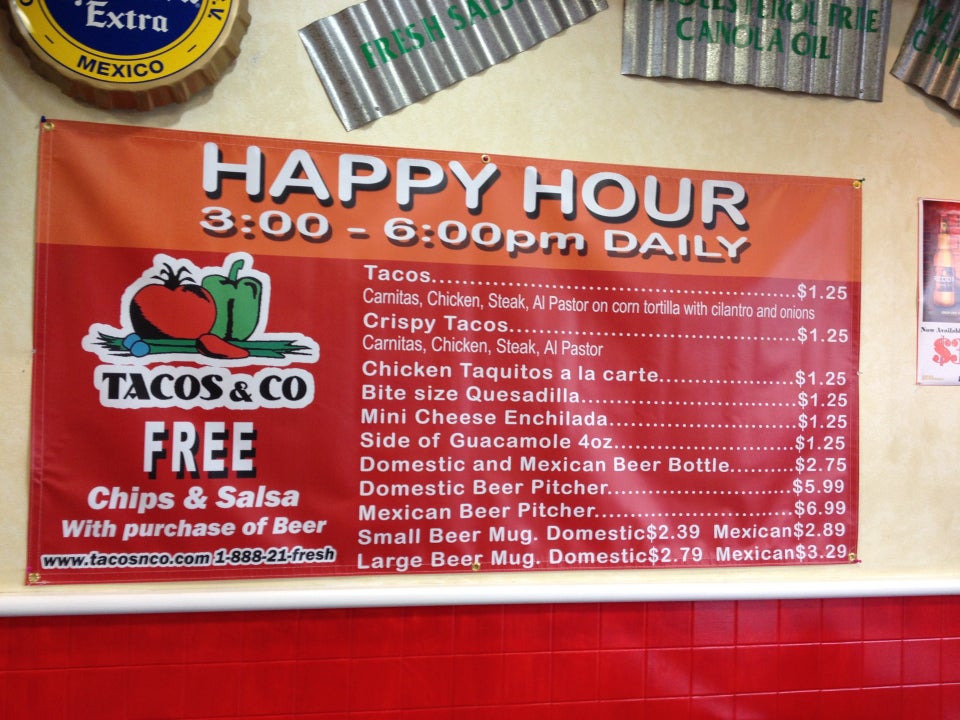 Extra
MEXICO
FRESH SALSA
CHOLESTEROL FREE
CANOLA OIL
HAPPY HOUR
3:00 - 6:00pm DAILY
Tacos..........$1.25
Carnitas, Chicken, Steak, Al Pastor on corn tortilla with cilantro and onions
Crispy Tacos..........$1.25
Carnitas, Chicken, Steak, Al Pastor
Chicken Taquitos a la carte..........$1.25
Bite size Quesadilla..........$1.25
Mini Cheese Enchilada..........$1.25
Side of Guacamole 4oz..........$1.25
Domestic and Mexican Beer Bottle..........$2.75
Domestic Beer Pitcher..........$5.99
Mexican Beer Pitcher..........$6.99
Small Beer Mug. Domestic$2.39 Mexican$2.89
Large Beer Mug. Domestic$2.79 Mexican$3.29
TACOS & CO
FREE
Chips & Salsa
With purchase of Beer
www.tacosnco.com 1-888-21-fresh
Now Available